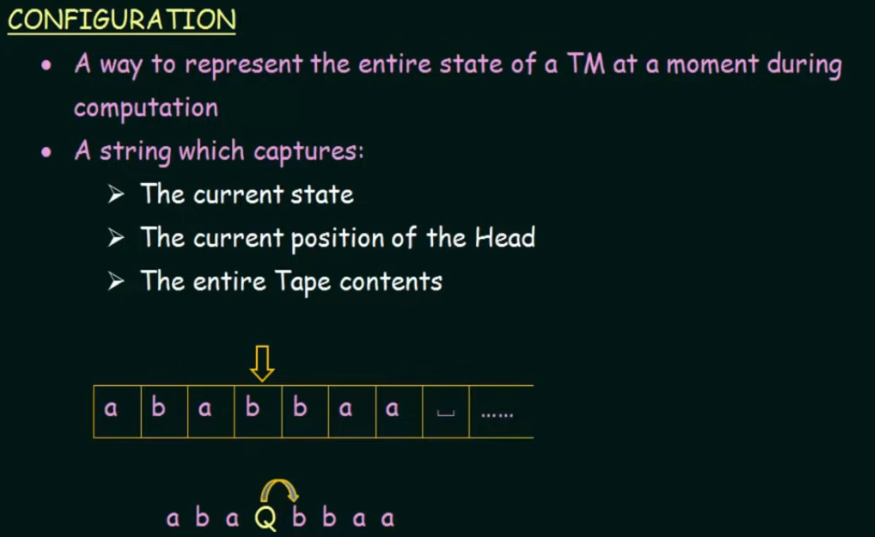 CONFIGURATION
• A way to represent the entire state of a TM at a moment during
computation
• A string which captures:
➢ The current state
➢ The current position of the Head
➢ The entire Tape contents
a b a b b a a ⎵ ......
a b a Q b b a a